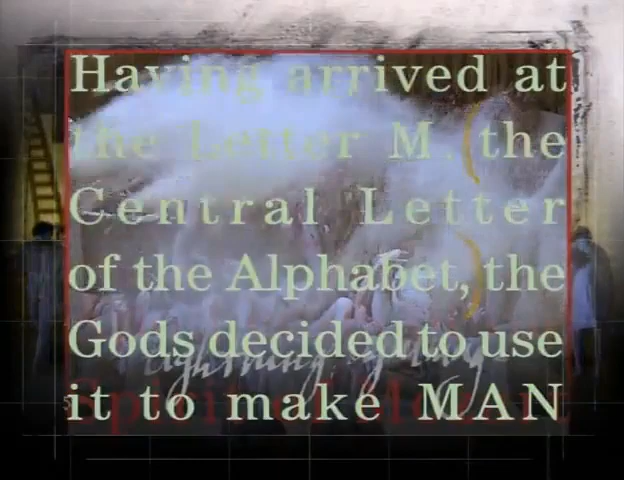 Having arrived at
the Letter M. (the
Central Letter
of the Alphabet,) the
Gods decided to use
it to make MAN